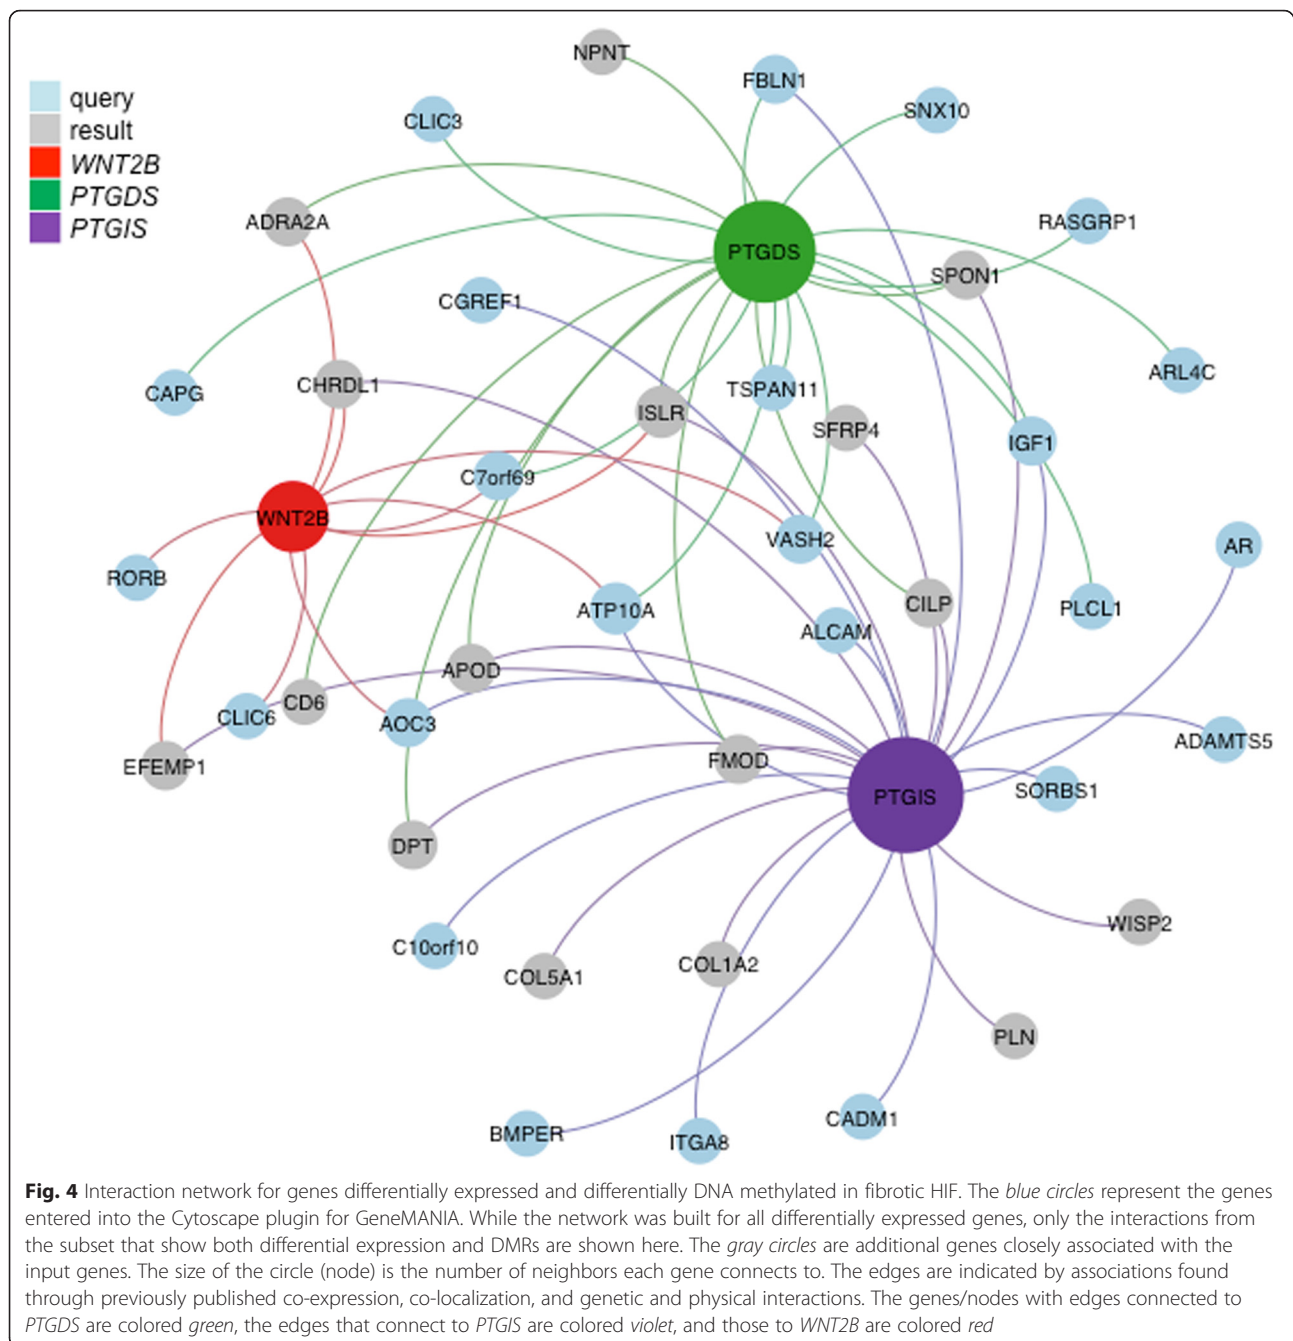 NPNT
FBLN1
query
SNX10
result
CLIC3
WNT2B
PTGDS
PTGIS
ADRA2A
RASGRP1
PTGDS
SPON1
CGREF1
ARL4C
CHRDL1
TSPAN11
CAPG
ISLR
SFRP4
IGF1
C7orf69
WNT2B
VASH2
AR
RORB
CILP
PLCL1
ATP10A
ALCAM
APOD
CD6
CLIC6
AOC3
ADAMTS5
FMOD
EFEMP1
SORBS1
PTGIS
DPT
WISP2
C10orf10
COL1A2
COL5A1
PLN
CADM1
BMPER
ITGA8
Fig. 4 Interaction network for genes differentially expressed and differentially DNA methylated in fibrotic HIF. The blue circles represent the genes
entered into the Cytoscape plugin for GeneMANIA. While the network was built for all differentially expressed genes, only the interactions from
the subset that show both differential expression and DMRs are shown here. The gray circles are additional genes closely associated with the
input genes. The size of the circle (node) is the number of neighbors each gene connects to. The edges are indicated by associations found
through previously published co-expression, co-localization, and genetic and physical interactions. The genes/nodes with edges connected to
PTGDS are colored green, the edges that connect to PTGIS are colored violet, and those to WNT2B are colored red